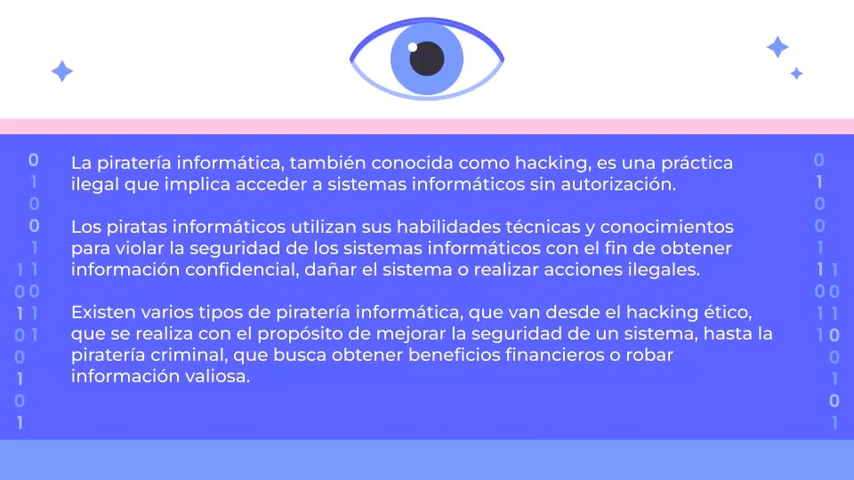 La piratería informática, también conocida como hacking, es una práctica
ilegal que implica acceder a sistemas informáticos sin autorización.
Los piratas informáticos utilizan sus habilidades técnicas y conocimientos
para violar la seguridad de los sistemas informáticos con el fin de obtener
información confidencial, dañar el sistema o realizar acciones ilegales.
Existen varios tipos de piratería informática, que van desde el hacking ético,
que se realiza con el propósito de mejorar la seguridad de un sistema, hasta la
piratería criminal, que busca obtener beneficios financieros o robar
información valiosa.